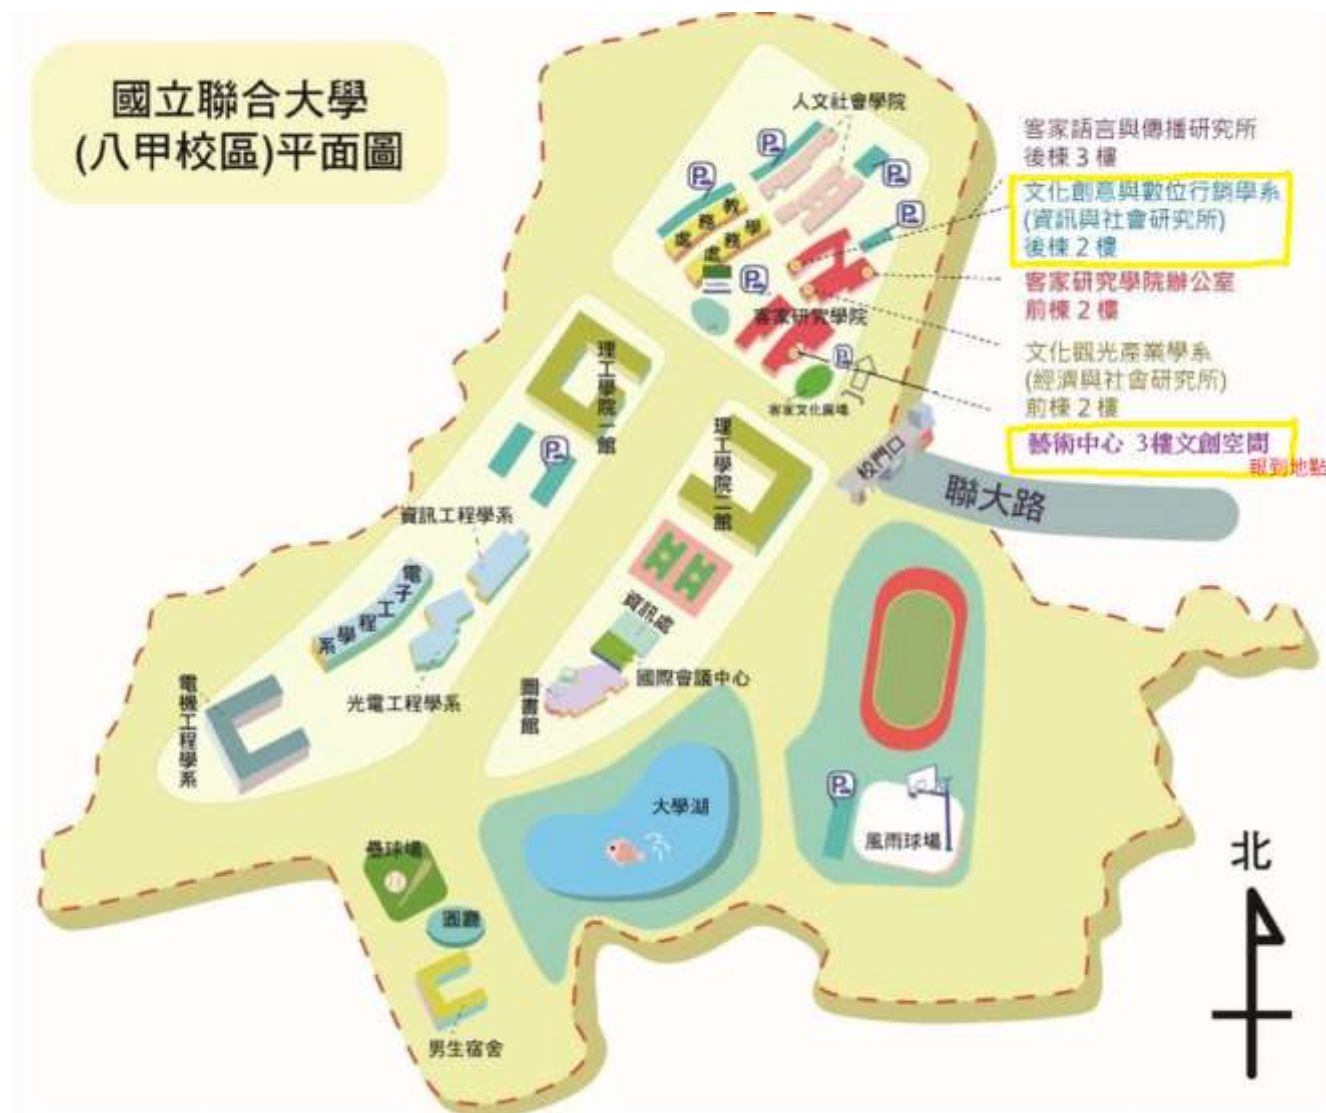 國立聯合大學
(八甲校區)平面圖
人文社會學院
客家語言與傳播研究所
後棟 3 樓
文化創意與數位行銷學系
(資訊與社會研究所)
後棟 2 樓
客家研究學院辦公室
前棟 2 樓
文化觀光產業學系
(經濟與社會研究所)
前棟 2 樓
藝術中心 3樓文創空間
報到地點
P
P
P
P
P
P
教務處
學務處
客家研究學院
客家文化廣場
理工學院一館
P
理工學院二館
校門口
聯大路
資訊工程學系
電子工程學系
資訊處
國際會議中心
圖書館
光電工程學系
電機工程學系
大學湖
P
風雨球場
壘球場
圓廳
男生宿舍
北